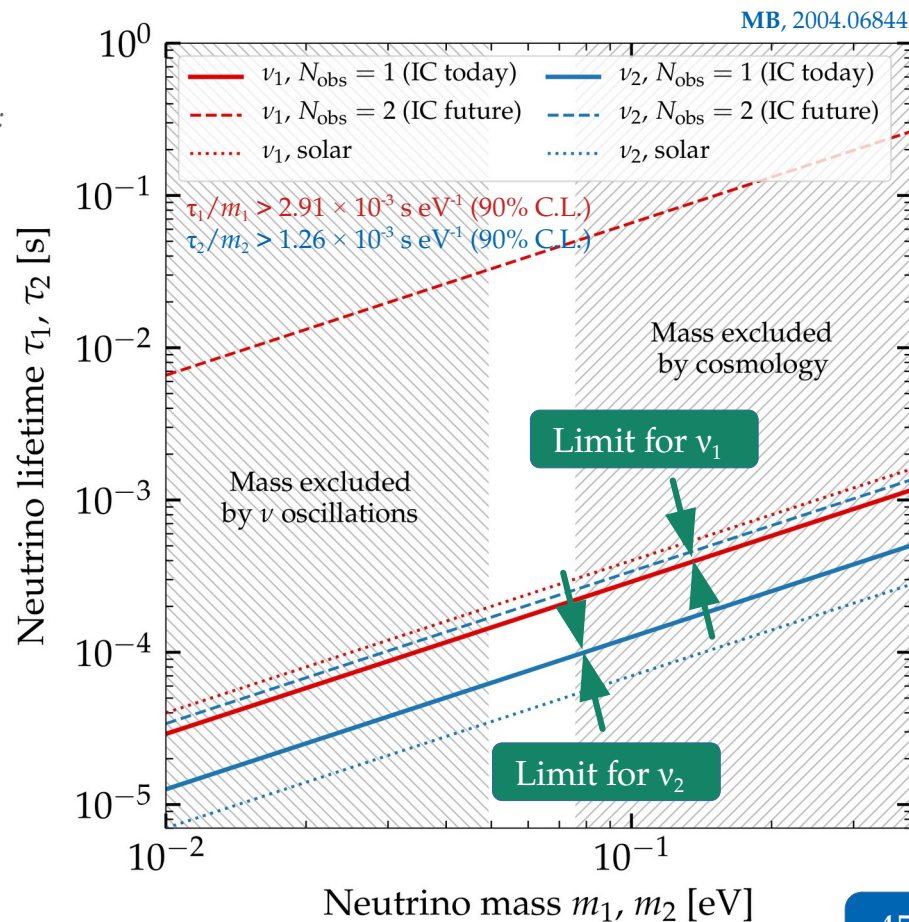 MB, 2004.06844
:
ν₁, N_obs = 1 (IC today)
ν₂, N_obs = 1 (IC today)
ν₁, N_obs = 2 (IC future)
ν₂, N_obs = 2 (IC future)
ν₁, solar
ν₂, solar
τ₁/m₁ > 2.91 × 10⁻³ s eV⁻¹ (90% C.L.)
τ₂/m₂ > 1.26 × 10⁻³ s eV⁻¹ (90% C.L.)
Mass excluded
by cosmology
Limit for ν₁
Mass excluded
by ν oscillations
Limit for ν₂
Neutrino lifetime τ₁, τ₂ [s]
10⁰
10⁻¹
10⁻²
10⁻³
10⁻⁴
10⁻⁵
10⁻²
10⁻¹
Neutrino mass m₁, m₂ [eV]